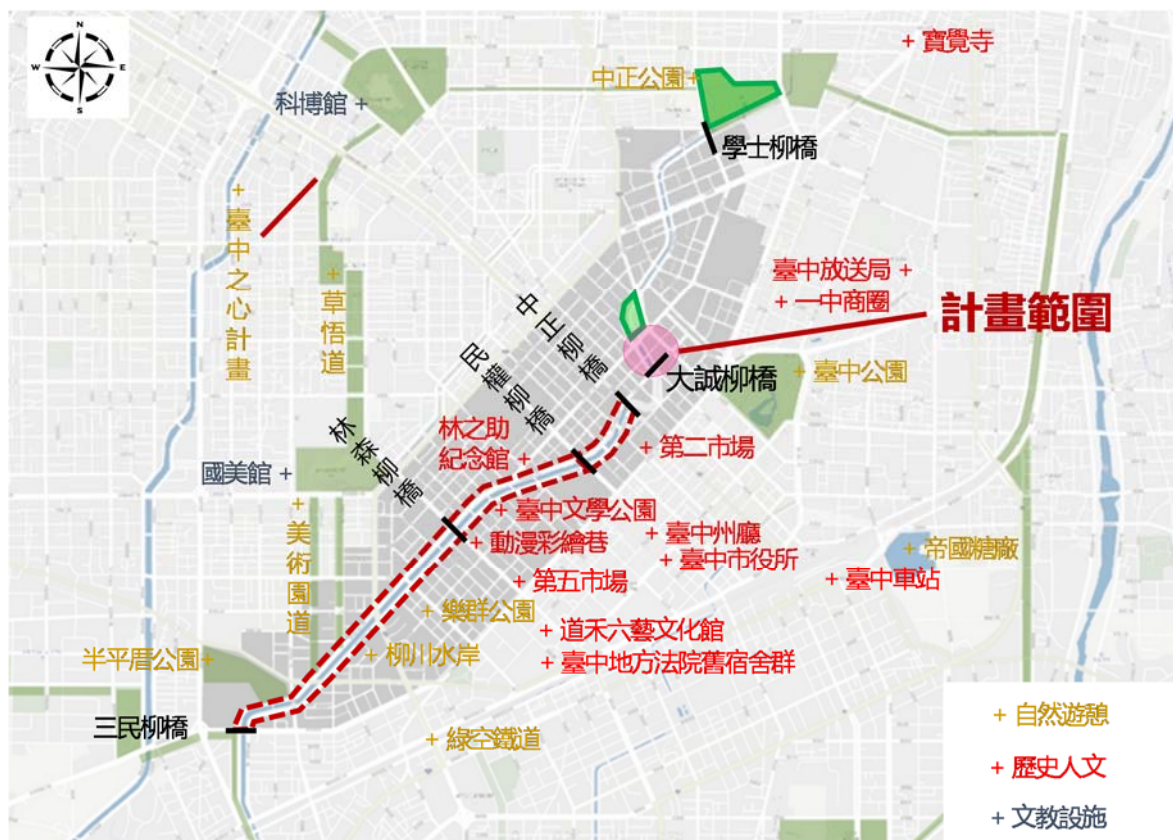 N
W E
S
+ 寶覺寺
中正公園 +
科博館 +
學士柳橋
+ 臺中之心計畫
+ 草悟道
臺中放送局 +
+ 一中商圈
計畫範圍
中正柳橋
民權柳橋
林森柳橋
大誠柳橋
+ 臺中公園
林之助
紀念館 +
+ 第二市場
國美館 +
+ 美術園道
+ 臺中文學公園
+ 動漫彩繪巷
+ 臺中州廳
+ 臺中市役所
+ 帝國糖廠
+ 臺中車站
+ 第五市場
+ 樂群公園
+ 道禾六藝文化館
+ 柳川水岸
+ 臺中地方法院舊宿舍群
半平厝公園 +
三民柳橋
+ 綠空鐵道
+ 自然遊憩
+ 歷史人文
+ 文教設施